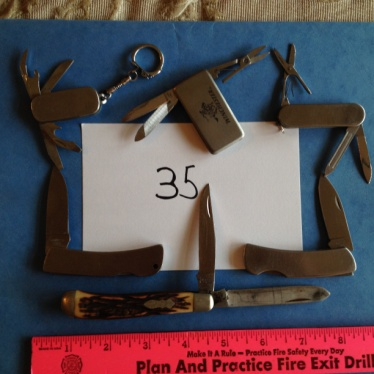 35
1 2 3 4 5 6 7 8
Make It A Rule — Practice Fire Safety Every Day
Plan And Practice Fire Exit Drill